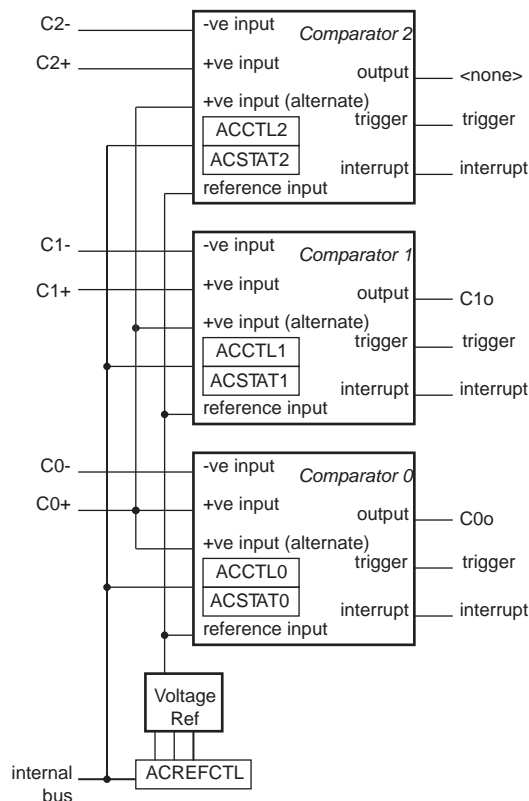 C2-
-ve input
Comparator 2
C2+
+ve input
output
<none>
+ve input (alternate)
trigger
trigger
ACCTL2
ACSTAT2
interrupt
interrupt
reference input
C1-
-ve input
Comparator 1
C1+
+ve input
output
C1o
+ve input (alternate)
trigger
trigger
ACCTL1
ACSTAT1
interrupt
interrupt
reference input
C0-
-ve input
Comparator 0
C0+
+ve input
output
C0o
+ve input (alternate)
trigger
trigger
ACCTL0
ACSTAT0
interrupt
interrupt
reference input
Voltage
Ref
internal
bus
ACREFCTL